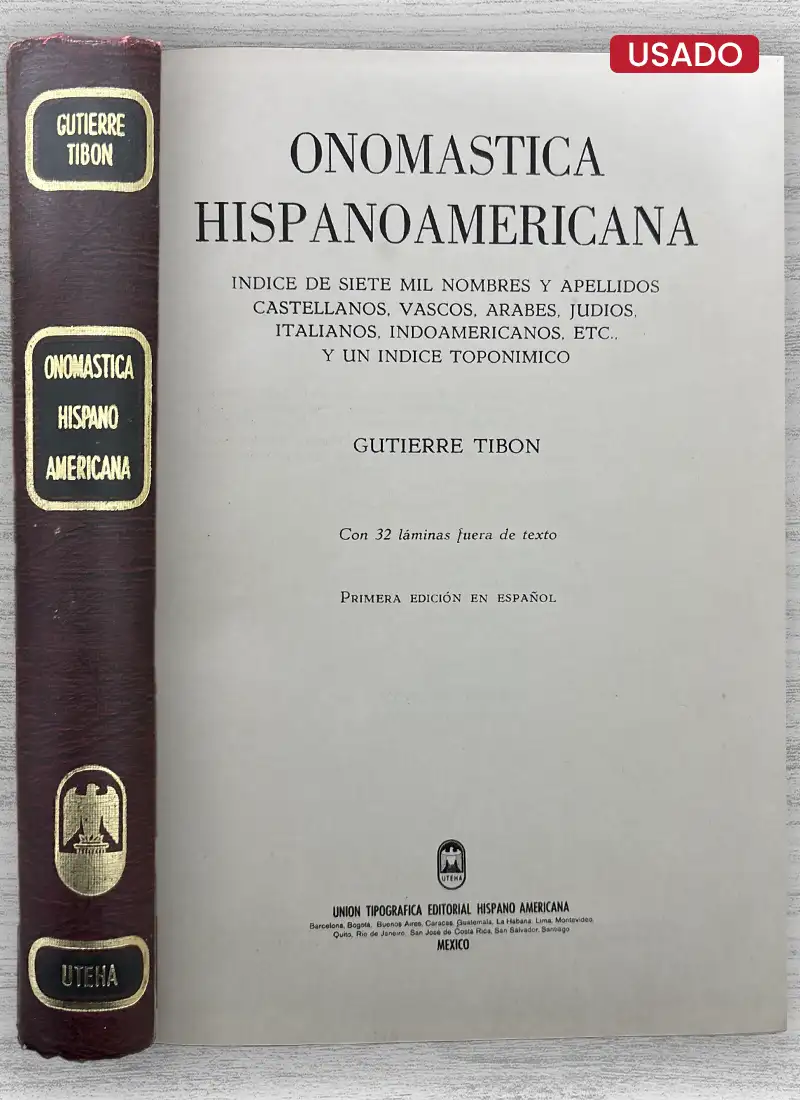 USADO
GUTIERRE
TIBON
ONOMASTICA
HISPANO
AMERICANA
UTEHA
ONOMASTICA
HISPANOAMERICANA
INDICE DE SIETE MIL NOMBRES Y APELLIDOS
CASTELLANOS, VASCOS, ARABES, JUDIOS,
ITALIANOS, INDOAMERICANOS, ETC.,
Y UN INDICE TOPONIMICO
GUTIERRE TIBON
Con 32 láminas fuera de texto
PRIMERA EDICIÓN EN ESPAÑOL
UTEHA
UNION TIPOGRAFICA EDITORIAL HISPANO AMERICANA
Barcelona, Bogotá, Buenos Aires, Caracas, Guatemala, La Habana, Lima, Montevideo,
Quito, Rio de Janeiro, San José de Costa Rica, San Salvador, Santiago
MEXICO